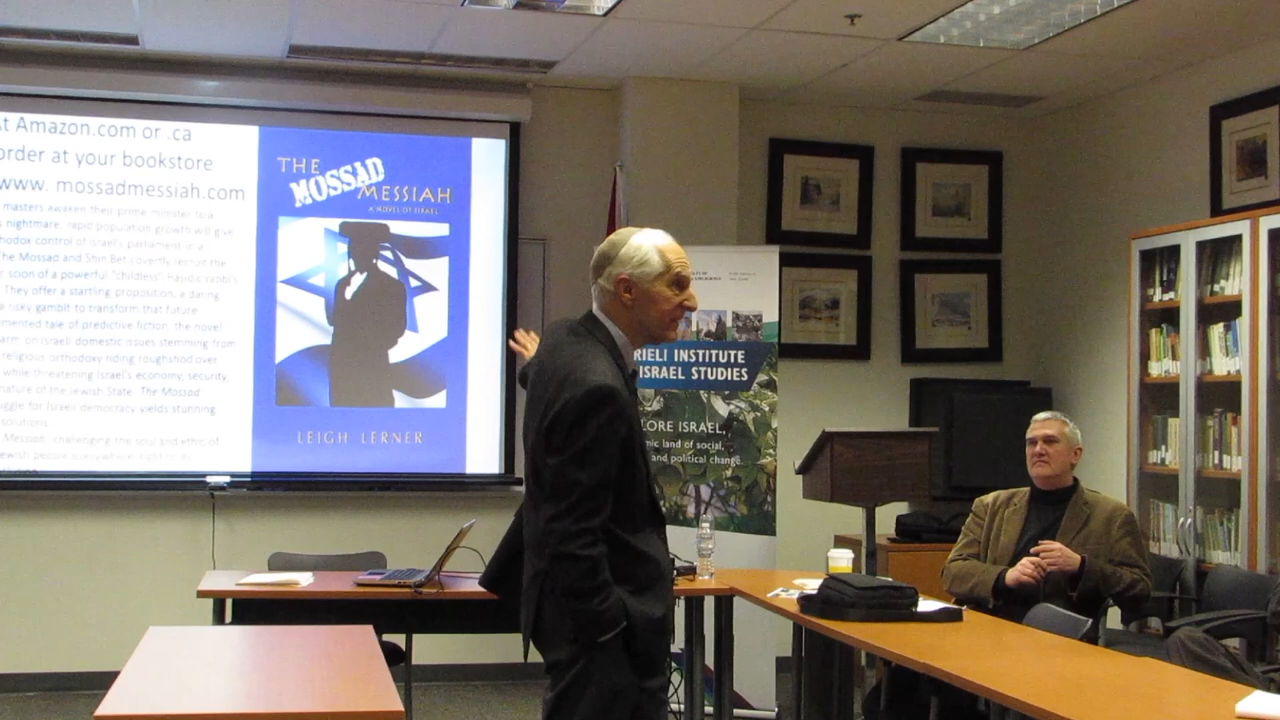 At Amazon.com or .ca
order at your bookstore
www. mossadmessiah.com
masters awaken their prime minister to a
nightmare: rapid population growth will give
control of Israel's parliament in a
The Mossad and Shin Bet covertly recruit the
scion of a powerful "childless" Hasidic rabbi's
They offer a startling proposition, a daring
risky gambit to transform that future
tale of predictive fiction, the novel
on Israeli domestic issues stemming from
religious orthodoxy riding roughshod over
while threatening Israel's economy, security,
nature of the Jewish State. The Mossad
for Israeli democracy yields stunning
solutions
Messiah: challenging the soul and ethic of
THE
MOSSAD
MESSIAH
A NOVEL OF ISRAEL
LEIGH LERNER
RIELI INSTITUTE
ISRAEL STUDIES
LORE ISRAEL,
mic land of social,
and political change.